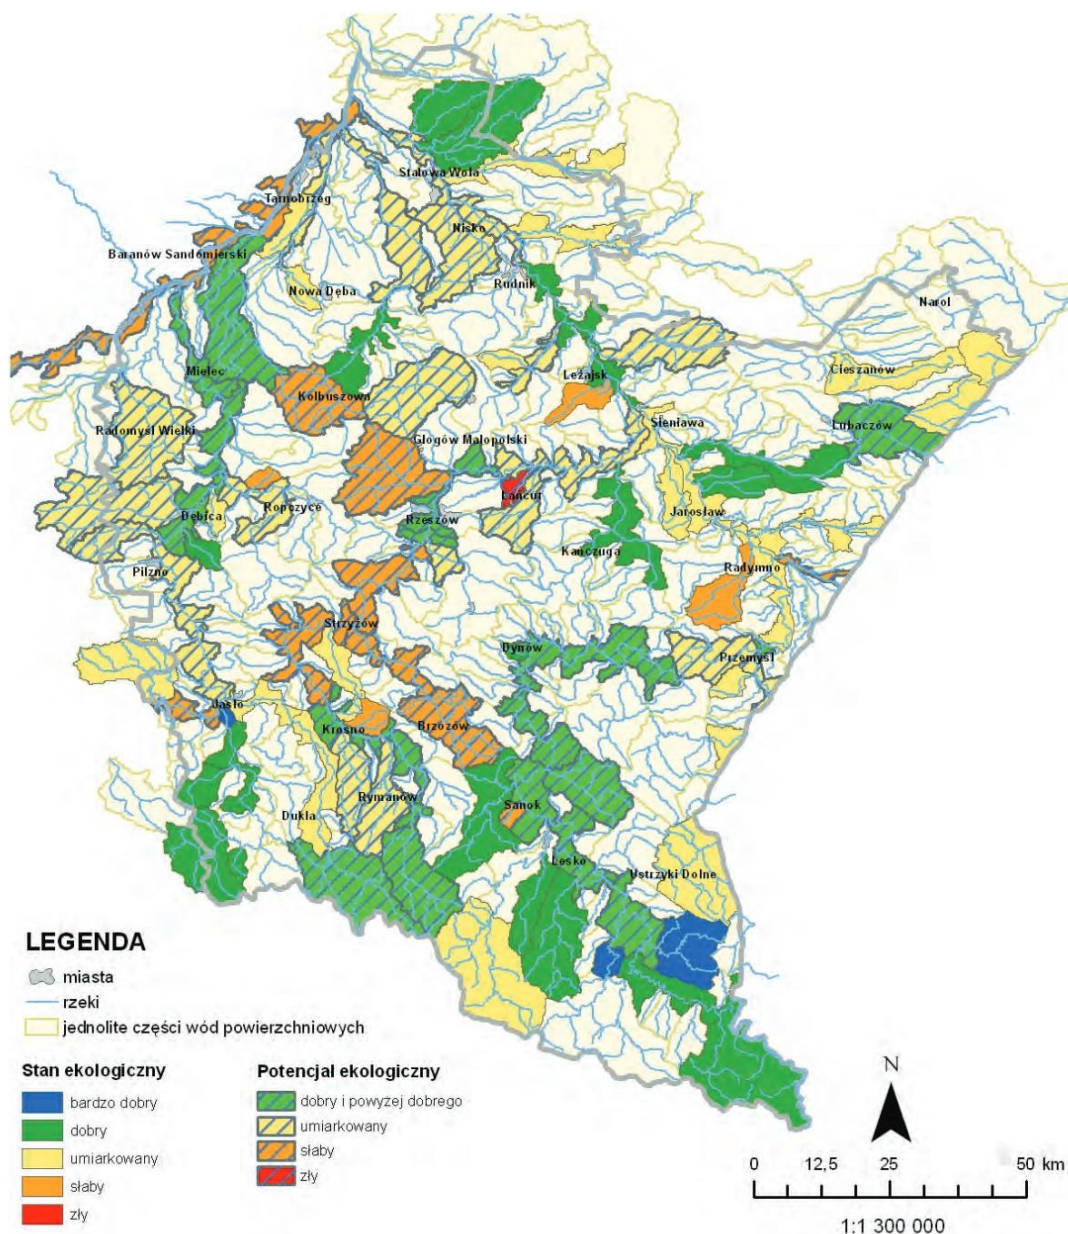 Stalowa Wola
Tarnobrzeg
Nisko
Baranów Sandomierski
Nowa Dęba
Rudnik
Narol
Mielec
Kolbuszowa
Leżajsk
Cieszanów
Radomyśl Wielki
Głogów Małopolski
Sieniawa
Lubaczów
Dębica
Ropczyce
Łańcut
Rzeszów
Jarosław
Kańczuga
Pilzno
Radymno
Strzyżów
Dynów
Przemyśl
Jasło
Krosno
Brzozów
Rymanów
Dukla
Sanok
Lesko
Ustrzyki Dolne
LEGENDA
miasta
rzeki
jednolite części wód powierzchniowych
Stan ekologiczny
bardzo dobry
dobry
umiarkowany
słaby
zły
Potencjał ekologiczny
dobry i powyżej dobrego
umiarkowany
słaby
zły
N
0 12,5 25 50 km
1:1 300 000